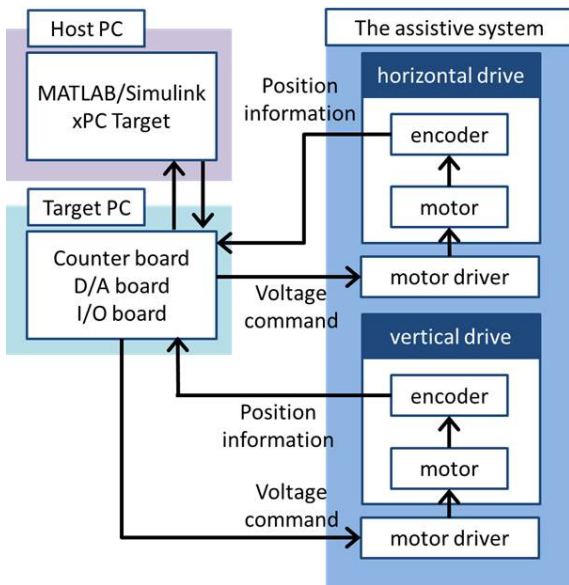 Host PC
MATLAB/Simulink
xPC Target
Target PC
Counter board
D/A board
I/O board
Position
information
Voltage
command
Position
information
Voltage
command
The assistive system
horizontal drive
encoder
motor
motor driver
vertical drive
encoder
motor
motor driver